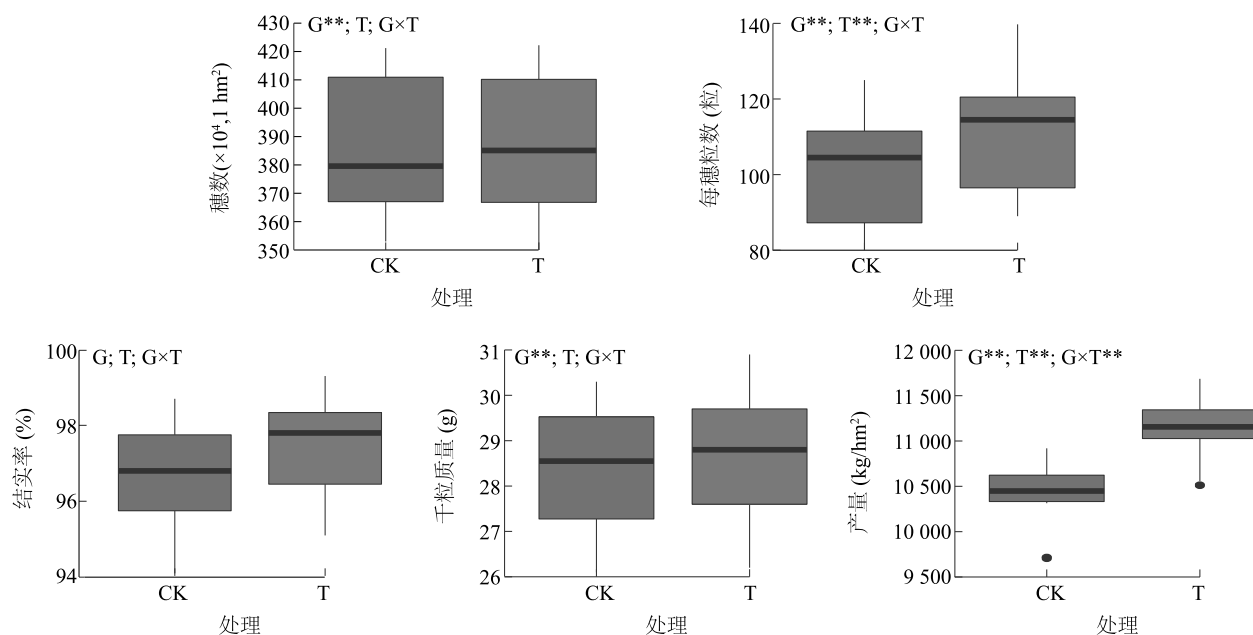 G**; T; G×T
穗数(×10⁴,1 hm²)
430
420
410
400
390
380
370
360
350
CK
T
处理
G**; T**; G×T
每穗粒数 (粒)
140
120
100
80
CK
T
处理
G; T; G×T
结实率 (%)
100
98
96
94
CK
T
处理
G**; T; G×T
千粒质量 (g)
31
30
29
28
27
26
CK
T
处理
G**; T**; G×T**
产量 (kg/hm²)
12 000
11 500
11 000
10 500
10 000
9 500
CK
T
处理